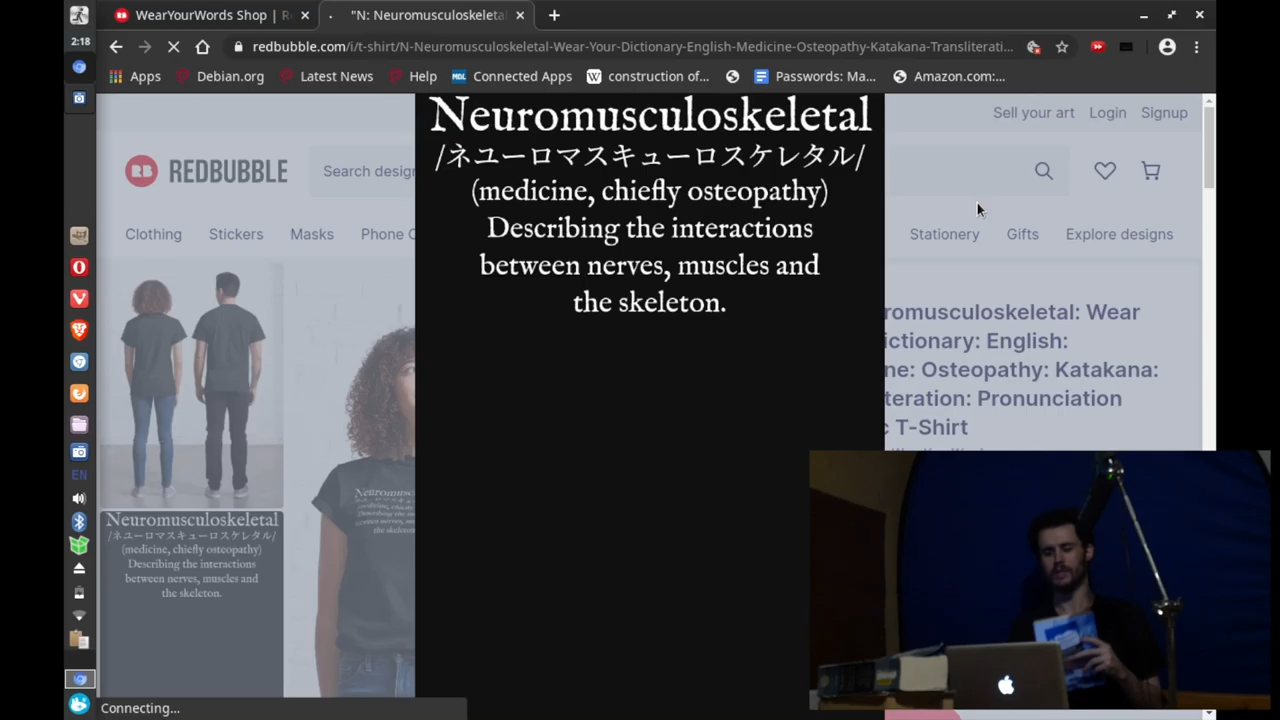 WearYourWords Shop |
"N: Neuromusculoskeletal
2:18
redbubble.com/i/t-shirt/N-Neuromusculoskeletal-Wear-Your-Dictionary-English-Medicine-Osteopathy-Katakana-Transliterati...
Apps
Debian.org
Latest News
Help
MDL
Connected Apps
W
construction of...
Passwords: Ma...
Amazon.com:...
Sell your art
Login
Signup
RB REDBUBBLE
Search desig
Clothing
Stickers
Masks
Phone C
Stationery
Gifts
Explore designs
Neuromusculoskeletal
/ネユーロマスキューロスケレタル/
(medicine, chiefly osteopathy)
Describing the interactions
between nerves, muscles and
the skeleton.
romusculoskeletal: Wear
ictionary: English:
ne: Osteopathy: Katakana:
teration: Pronunciation
c T-Shirt
Neuromusculoskeletal
/ネユーロマスキューロスケレタル/
(medicine, chiefly osteopathy)
Describing the interactions
between nerves, muscles and
the skeleton.
EN
Connecting...